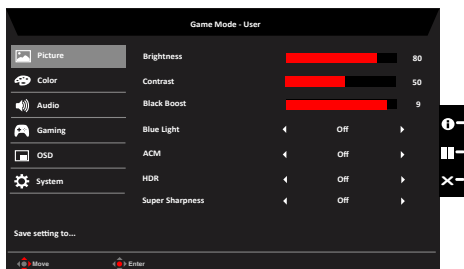 Game Mode - User
Picture
Brightness 80
Color
Contrast 50
Audio
Black Boost 9
Gaming
Blue Light Off
OSD
ACM Off
System
HDR Off
Super Sharpness Off
Save setting to...
Move Enter